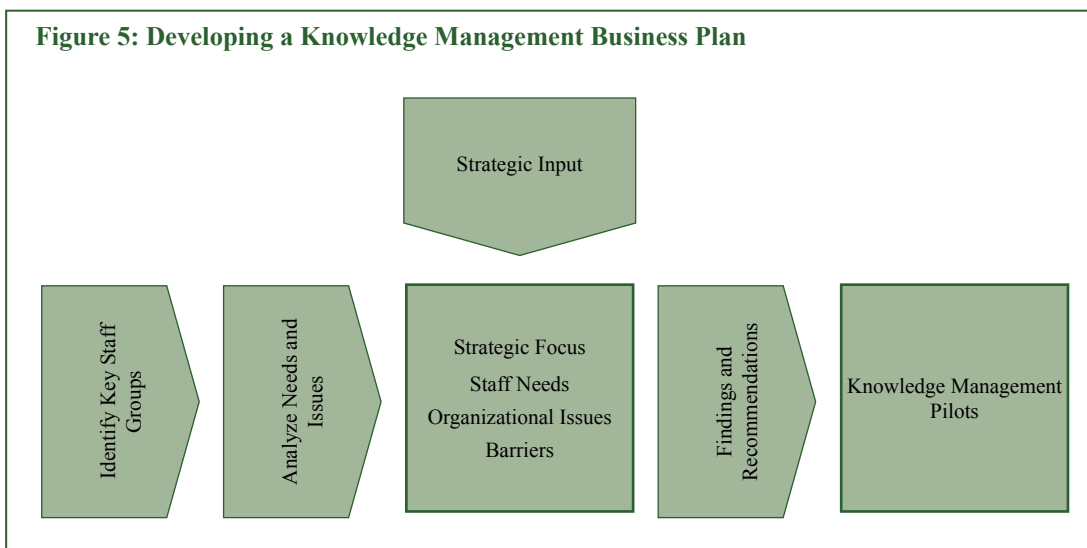 Figure 5: Developing a Knowledge Management Business Plan
Strategic Input
Identify Key Staff
Groups
Analyze Needs and
Issues
Strategic Focus
Staff Needs
Organizational Issues
Barriers
Findings and
Recommendations
Knowledge Management
Pilots